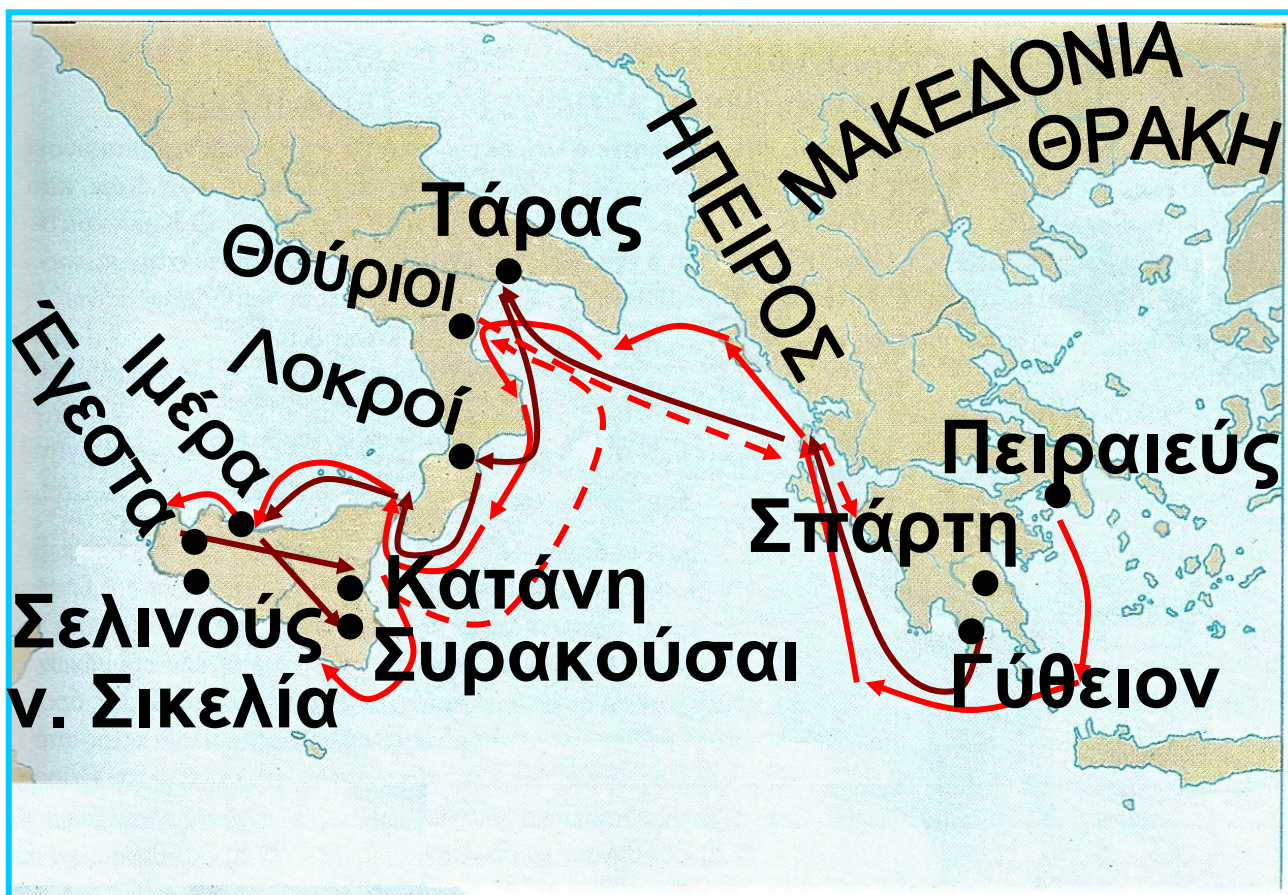 ΜΑΚΕΔΟΝΙΑ
ΘΡΑΚΗ
ΗΠΕΙΡΟΣ
Τάρας
Θούριοι
Λοκροί
Ιμέρα
Έγεστα
Πειραιεύς
Σπάρτη
Κατάνη
Σελινούς
Συρακούσαι
Γύθειον
ν. Σικελία